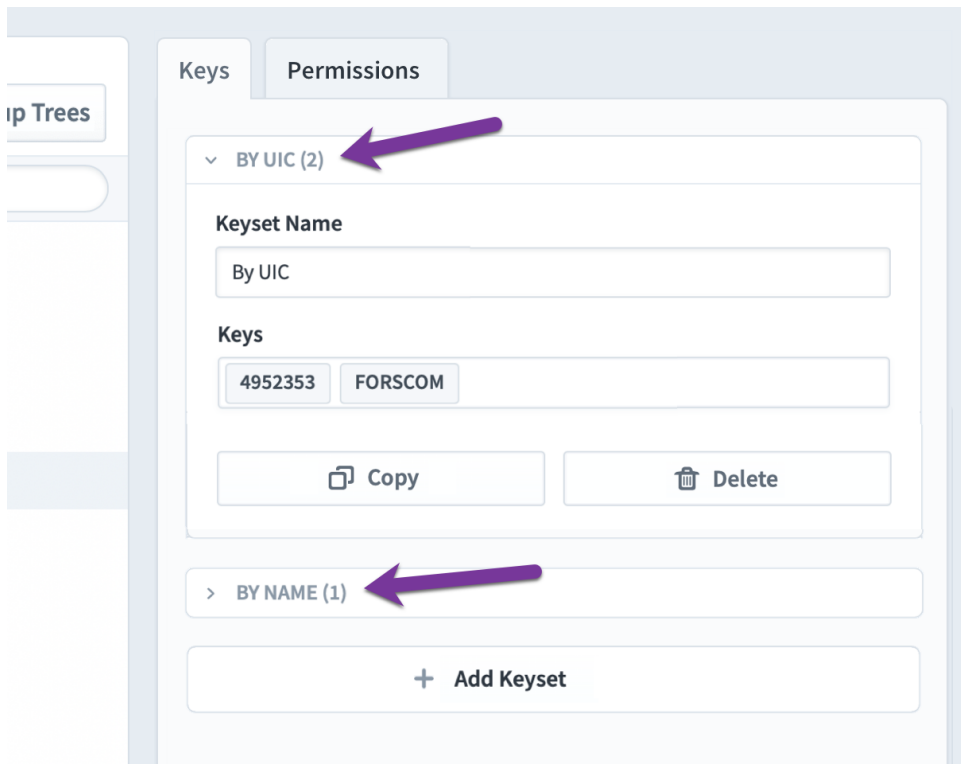 Keys Permissions
up Trees
BY UIC (2)
Keyset Name
By UIC
Keys
4952353 FORSCOM
Copy Delete
BY NAME (1)
Add Keyset